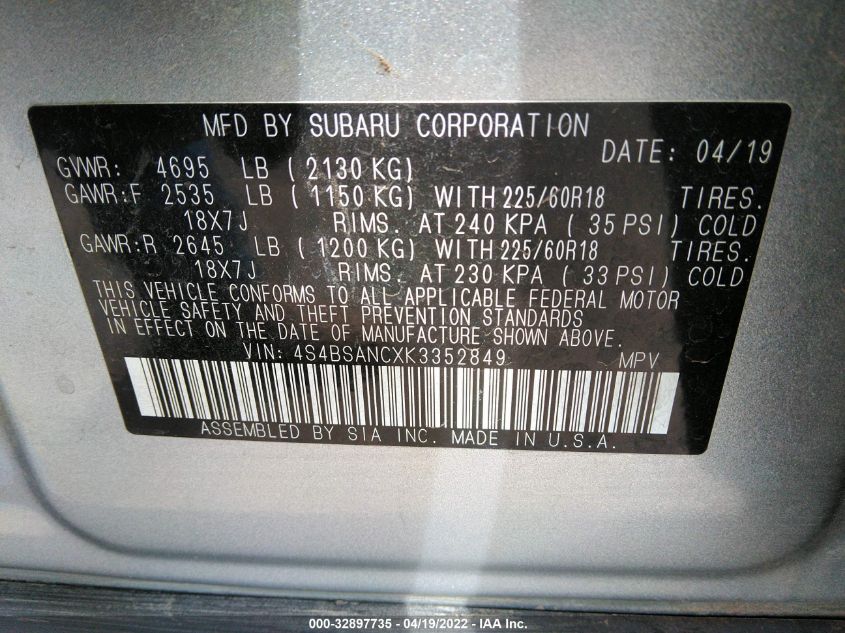 MFD BY SUBARU CORPORATION
DATE: 04/19
GVWR: 4695 LB ( 2130 KG)
GAWR:F 2535 LB ( 1150 KG) WITH 225/60R18 TIRES.
18X7J RIMS. AT 240 KPA ( 35 PSI) COLD
GAWR:R 2645 LB ( 1200 KG) WITH 225/60R18 TIRES.
18X7J RIMS. AT 230 KPA ( 33 PSI) COLD
THIS VEHICLE CONFORMS TO ALL APPLICABLE FEDERAL MOTOR
VEHICLE SAFETY AND THEFT PREVENTION STANDARDS
IN EFFECT ON THE DATE OF MANUFACTURE SHOWN ABOVE.
VIN: 4S4BSANCXK3352849 MPV
ASSEMBLED BY SIA INC. MADE IN U.S.A.
000-32897735 - 04/19/2022 - IAA Inc.